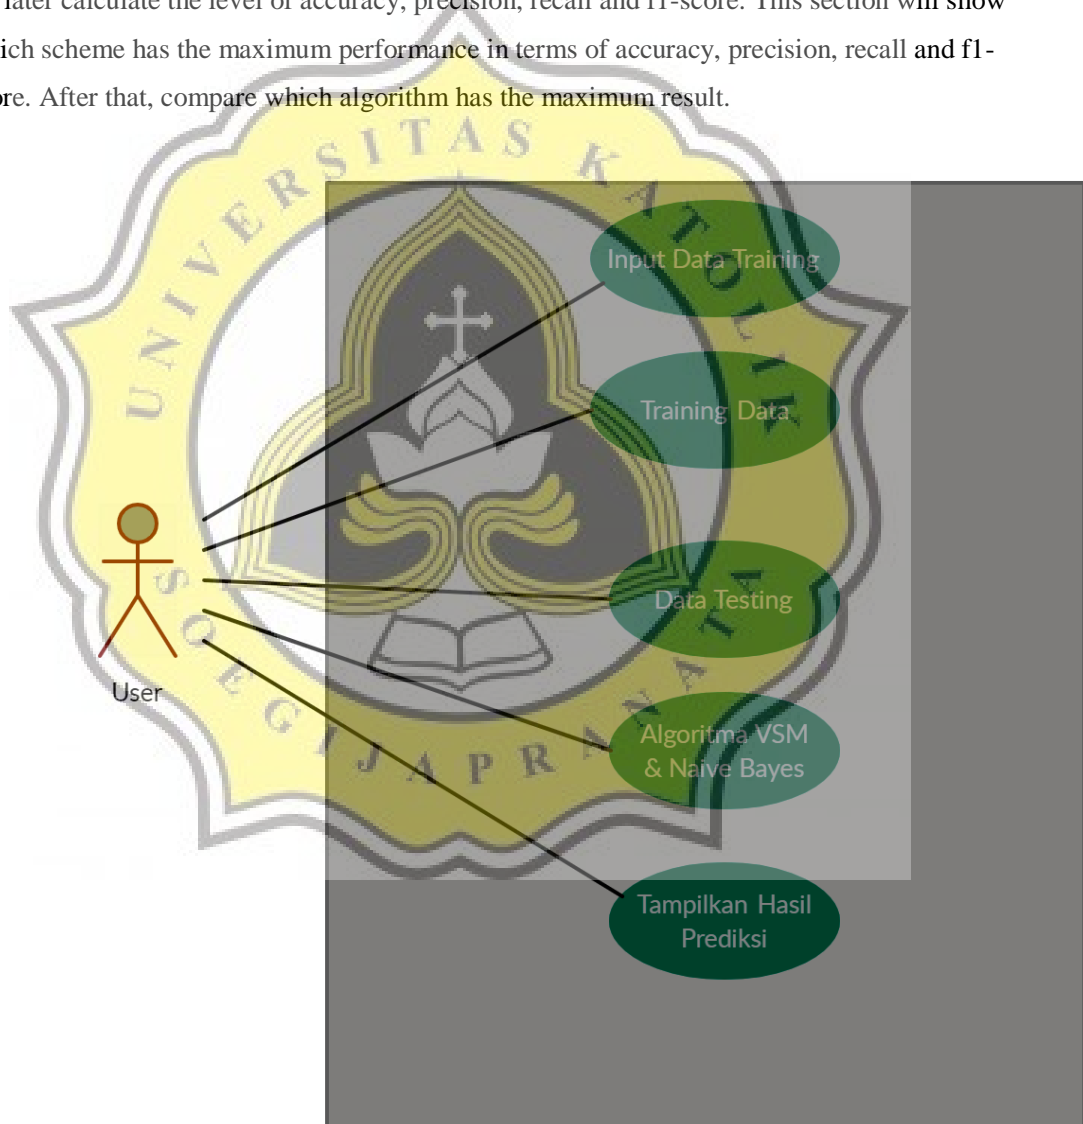 later calculate the level of accuracy, precision, recall and f1-score. This section will show
ich scheme has the maximum performance in terms of accuracy, precision, recall and f1-
ore. After that, compare which algorithm has the maximum result.
UNIVERSITAS KATOLIK
SOEGIJAPRANATA
Input Data Training
Training Data
Data Testing
User
Algoritma VSM
& Naive Bayes
Tampilkan Hasil
Prediksi